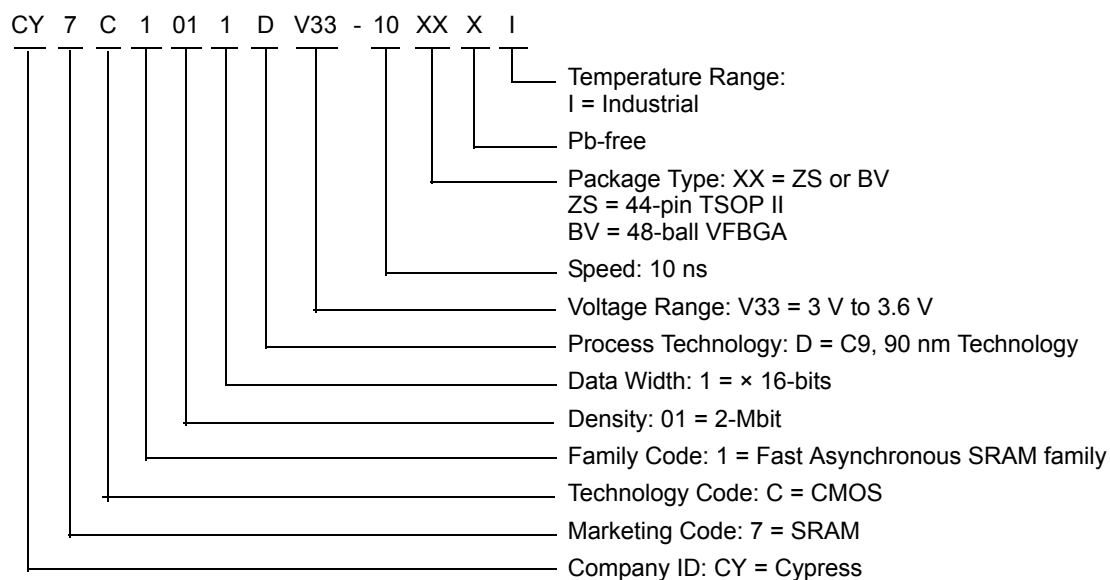 CY 7 C 1 01 1 D V33 - 10 XX X I
Temperature Range:
I = Industrial
Pb-free
Package Type: XX = ZS or BV
ZS = 44-pin TSOP II
BV = 48-ball VFBGA
Speed: 10 ns
Voltage Range: V33 = 3 V to 3.6 V
Process Technology: D = C9, 90 nm Technology
Data Width: 1 = × 16-bits
Density: 01 = 2-Mbit
Family Code: 1 = Fast Asynchronous SRAM family
Technology Code: C = CMOS
Marketing Code: 7 = SRAM
Company ID: CY = Cypress